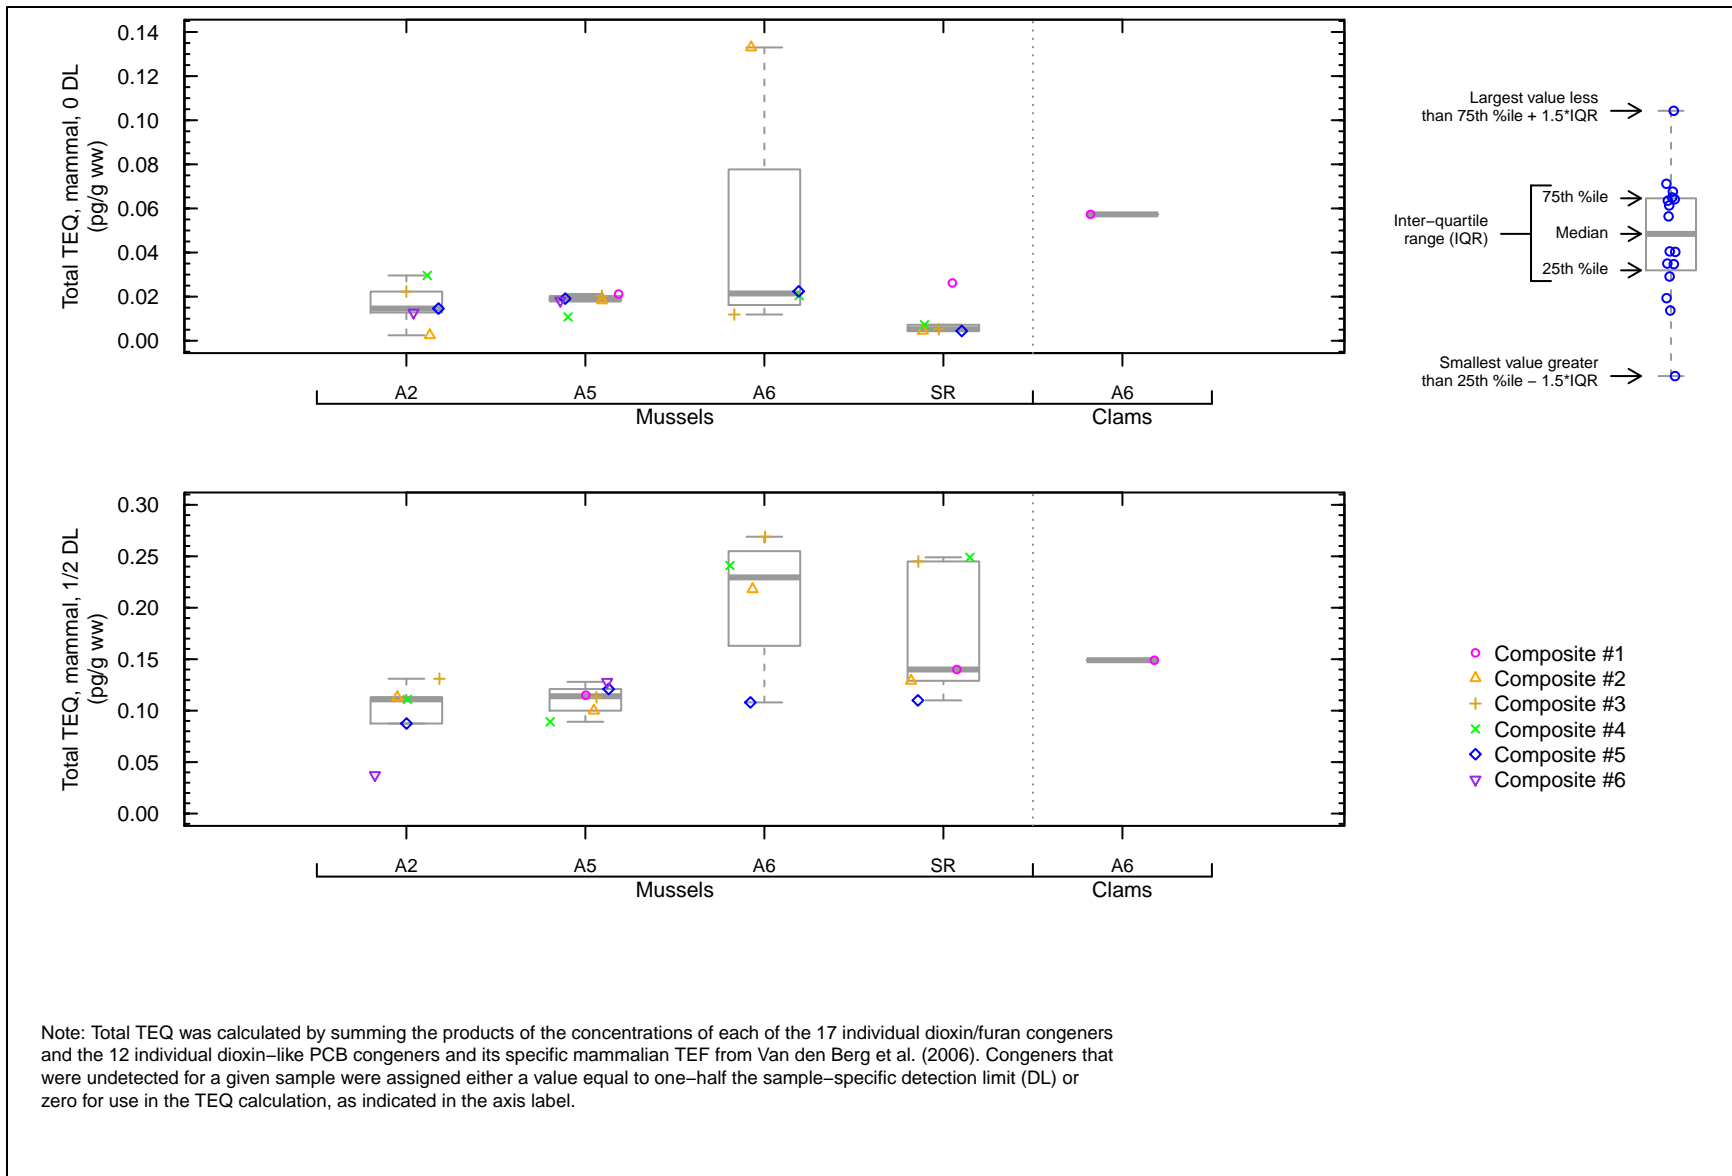 Total TEQ, mammal, 0 DL
(pg/g ww)
0.14
0.12
0.10
0.08
0.06
0.04
0.02
0.00
A2
A5
A6
SR
A6
Mussels
Clams
Largest value less
than 75th %ile + 1.5*IQR
75th %ile
Inter−quartile
range (IQR)
Median
25th %ile
Smallest value greater
than 25th %ile − 1.5*IQR
Total TEQ, mammal, 1/2 DL
(pg/g ww)
0.30
0.25
0.20
0.15
0.10
0.05
0.00
A2
A5
A6
SR
A6
Mussels
Clams
Composite #1
Composite #2
Composite #3
Composite #4
Composite #5
Composite #6
Note: Total TEQ was calculated by summing the products of the concentrations of each of the 17 individual dioxin/furan congeners
and the 12 individual dioxin−like PCB congeners and its specific mammalian TEF from Van den Berg et al. (2006). Congeners that
were undetected for a given sample were assigned either a value equal to one−half the sample−specific detection limit (DL) or
zero for use in the TEQ calculation, as indicated in the axis label.